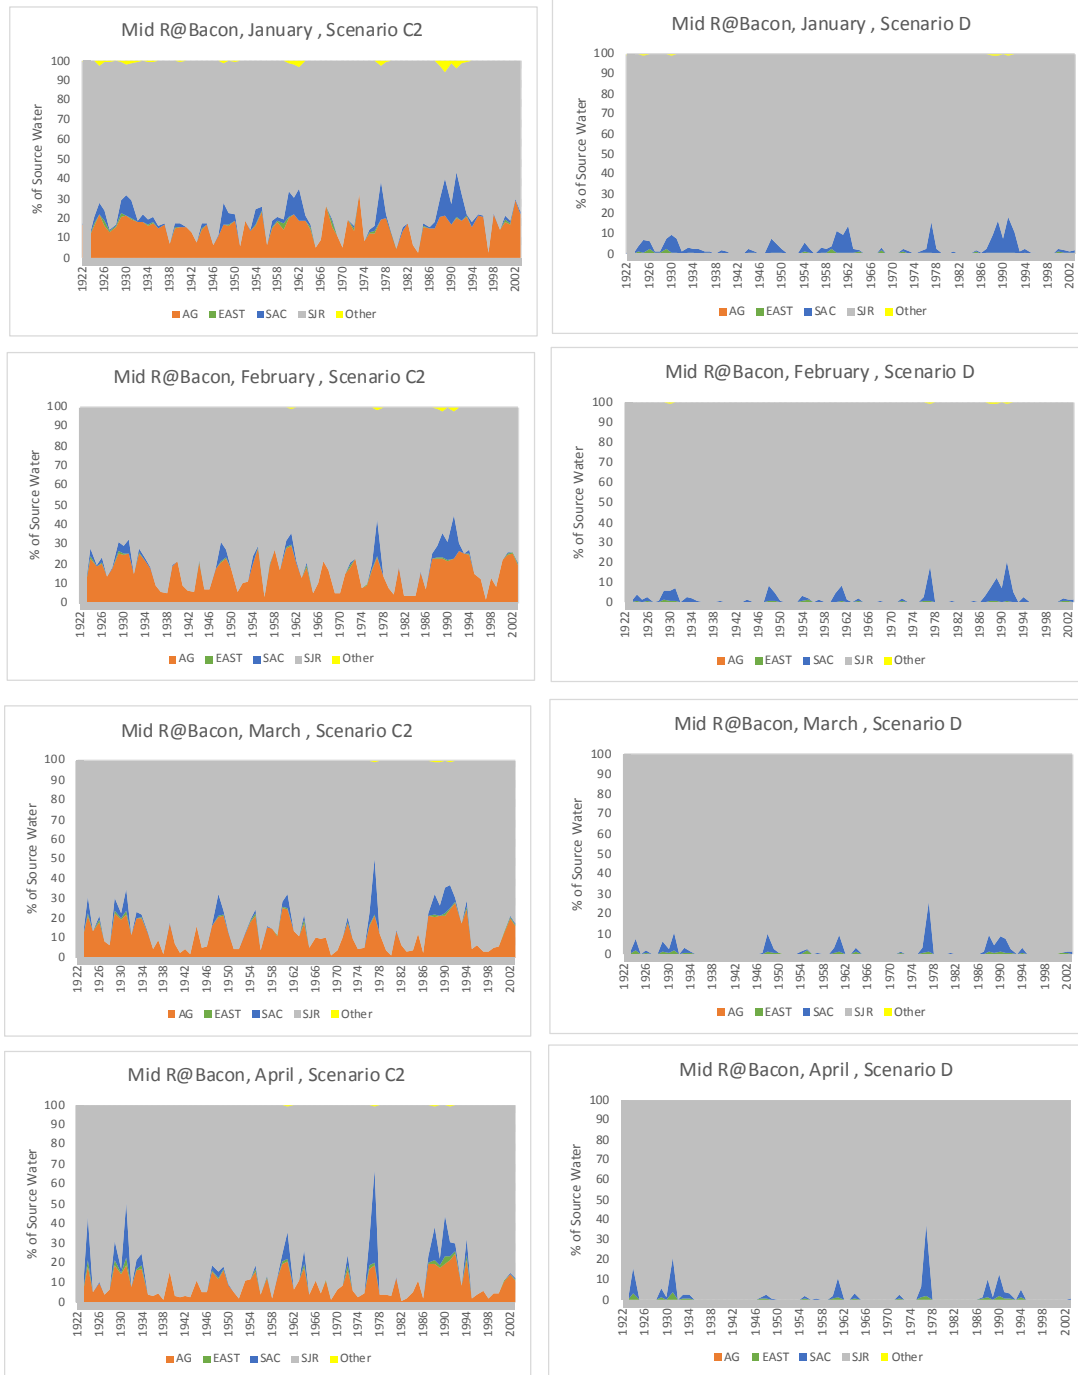 Mid R@Bacon, January , Scenario C2
% of Source Water
100
90
80
70
60
50
40
30
20
10
0
1922 1926 1930 1934 1938 1942 1946 1950 1954 1958 1962 1966 1970 1974 1978 1982 1986 1990 1994 1998 2002
AG EAST SAC SJR Other
Mid R@Bacon, January , Scenario D
% of Source Water
100
90
80
70
60
50
40
30
20
10
0
1922 1926 1930 1934 1938 1942 1946 1950 1954 1958 1962 1966 1970 1974 1978 1982 1986 1990 1994 1998 2002
AG EAST SAC SJR Other
Mid R@Bacon, February , Scenario C2
% of Source Water
100
90
80
70
60
50
40
30
20
10
0
1922 1926 1930 1934 1938 1942 1946 1950 1954 1958 1962 1966 1970 1974 1978 1982 1986 1990 1994 1998 2002
AG EAST SAC SJR Other
Mid R@Bacon, February , Scenario D
% of Source Water
100
90
80
70
60
50
40
30
20
10
0
1922 1926 1930 1934 1938 1942 1946 1950 1954 1958 1962 1966 1970 1974 1978 1982 1986 1990 1994 1998 2002
AG EAST SAC SJR Other
Mid R@Bacon, March , Scenario C2
% of Source Water
100
90
80
70
60
50
40
30
20
10
0
1922 1926 1930 1934 1938 1942 1946 1950 1954 1958 1962 1966 1970 1974 1978 1982 1986 1990 1994 1998 2002
AG EAST SAC SJR Other
Mid R@Bacon, March , Scenario D
% of Source Water
100
90
80
70
60
50
40
30
20
10
0
1922 1926 1930 1934 1938 1942 1946 1950 1954 1958 1962 1966 1970 1974 1978 1982 1986 1990 1994 1998 2002
AG EAST SAC SJR Other
Mid R@Bacon, April , Scenario C2
% of Source Water
100
90
80
70
60
50
40
30
20
10
0
1922 1926 1930 1934 1938 1942 1946 1950 1954 1958 1962 1966 1970 1974 1978 1982 1986 1990 1994 1998 2002
AG EAST SAC SJR Other
Mid R@Bacon, April , Scenario D
% of Source Water
100
90
80
70
60
50
40
30
20
10
0
1922 1926 1930 1934 1938 1942 1946 1950 1954 1958 1962 1966 1970 1974 1978 1982 1986 1990 1994 1998 2002
AG EAST SAC SJR Other